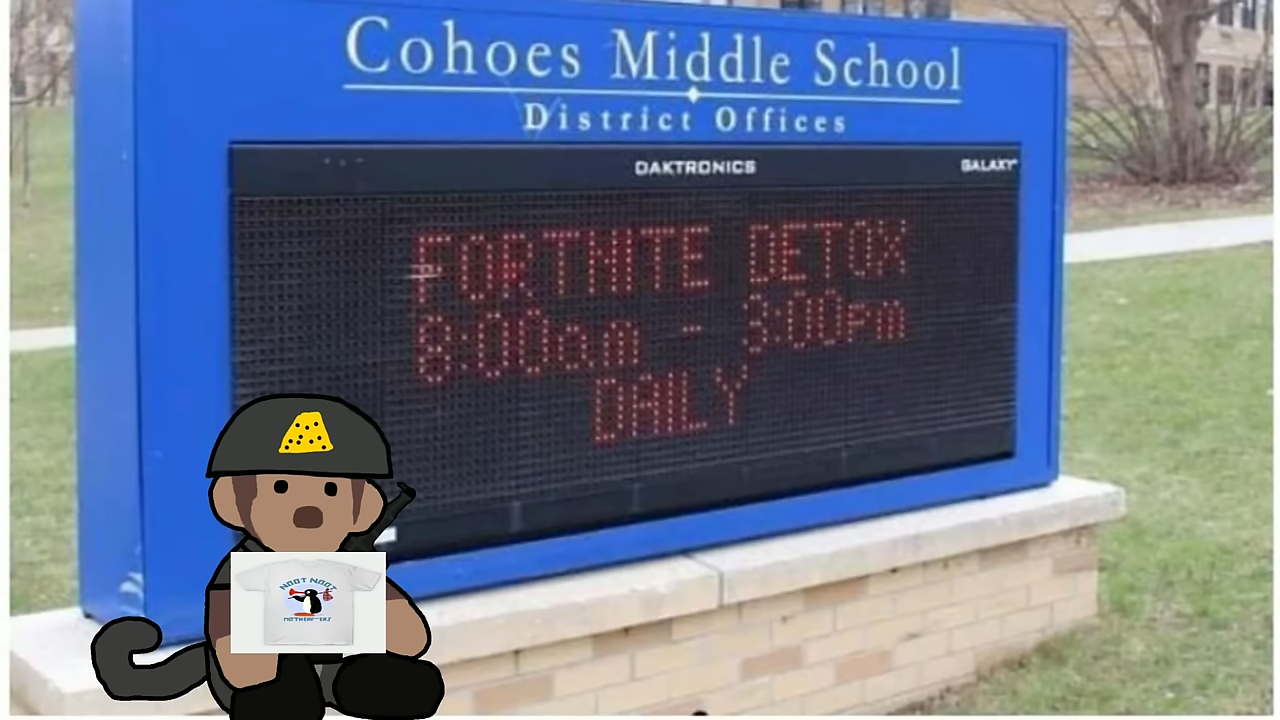 Cohoes Middle School
District Offices
DAKTRONICS
GALAXY
FORTNITE DETOX
8:00am - 3:00pm
DAILY
NOOT NOOT